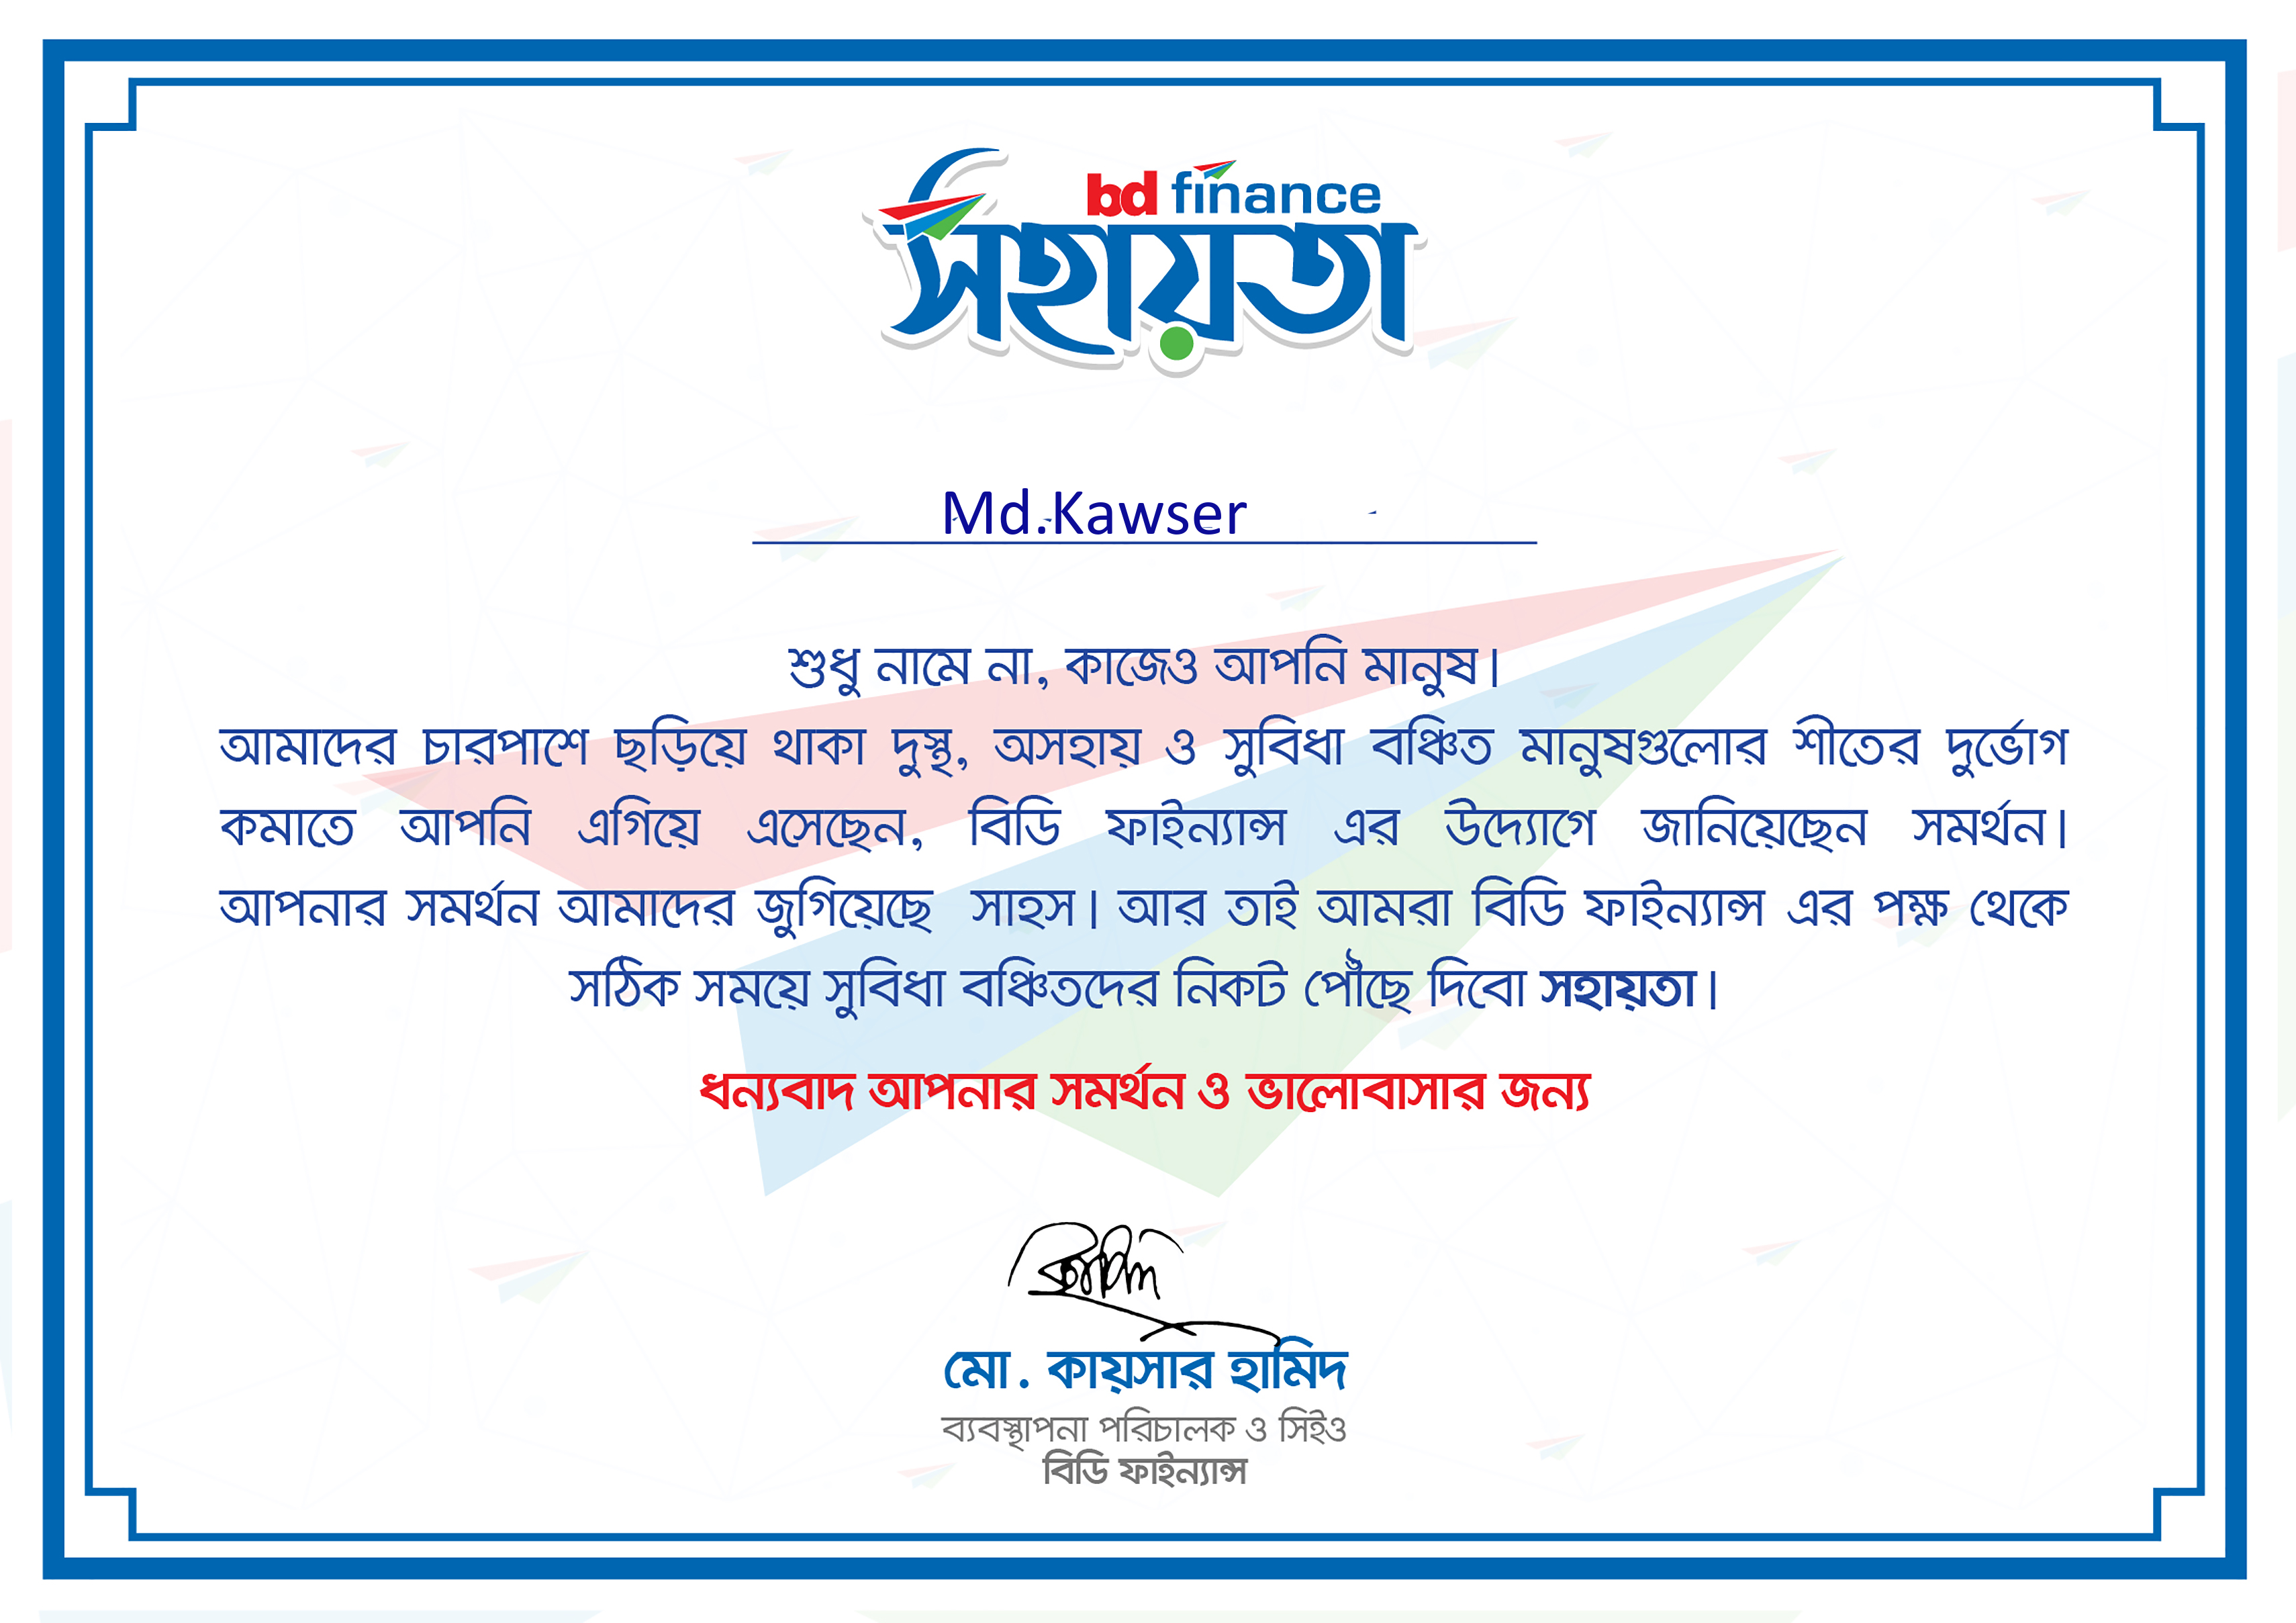 bd finance
সহায়তা
Md.Kawser
শুধু নামে না, কাজেও আপনি মানুষ।
আমাদের চারপাশে ছড়িয়ে থাকা দুস্থ, অসহায় ও সুবিধা বঞ্চিত মানুষগুলোর শীতের দুর্ভোগ
কমাতে আপনি এগিয়ে এসেছেন, বিডি ফাইন্যান্স এর উদ্যোগে জানিয়েছেন সমর্থন।
আপনার সমর্থন আমাদের জুগিয়েছে সাহস। আর তাই আমরা বিডি ফাইন্যান্স এর পক্ষ থেকে
সঠিক সময়ে সুবিধা বঞ্চিতদের নিকট পৌঁছে দিবো সহায়তা।
ধন্যবাদ আপনার সমর্থন ও ভালোবাসার জন্য
মো. কায়সার হামিদ
ব্যবস্থাপনা পরিচালক ও সিইও
বিডি ফাইন্যান্স